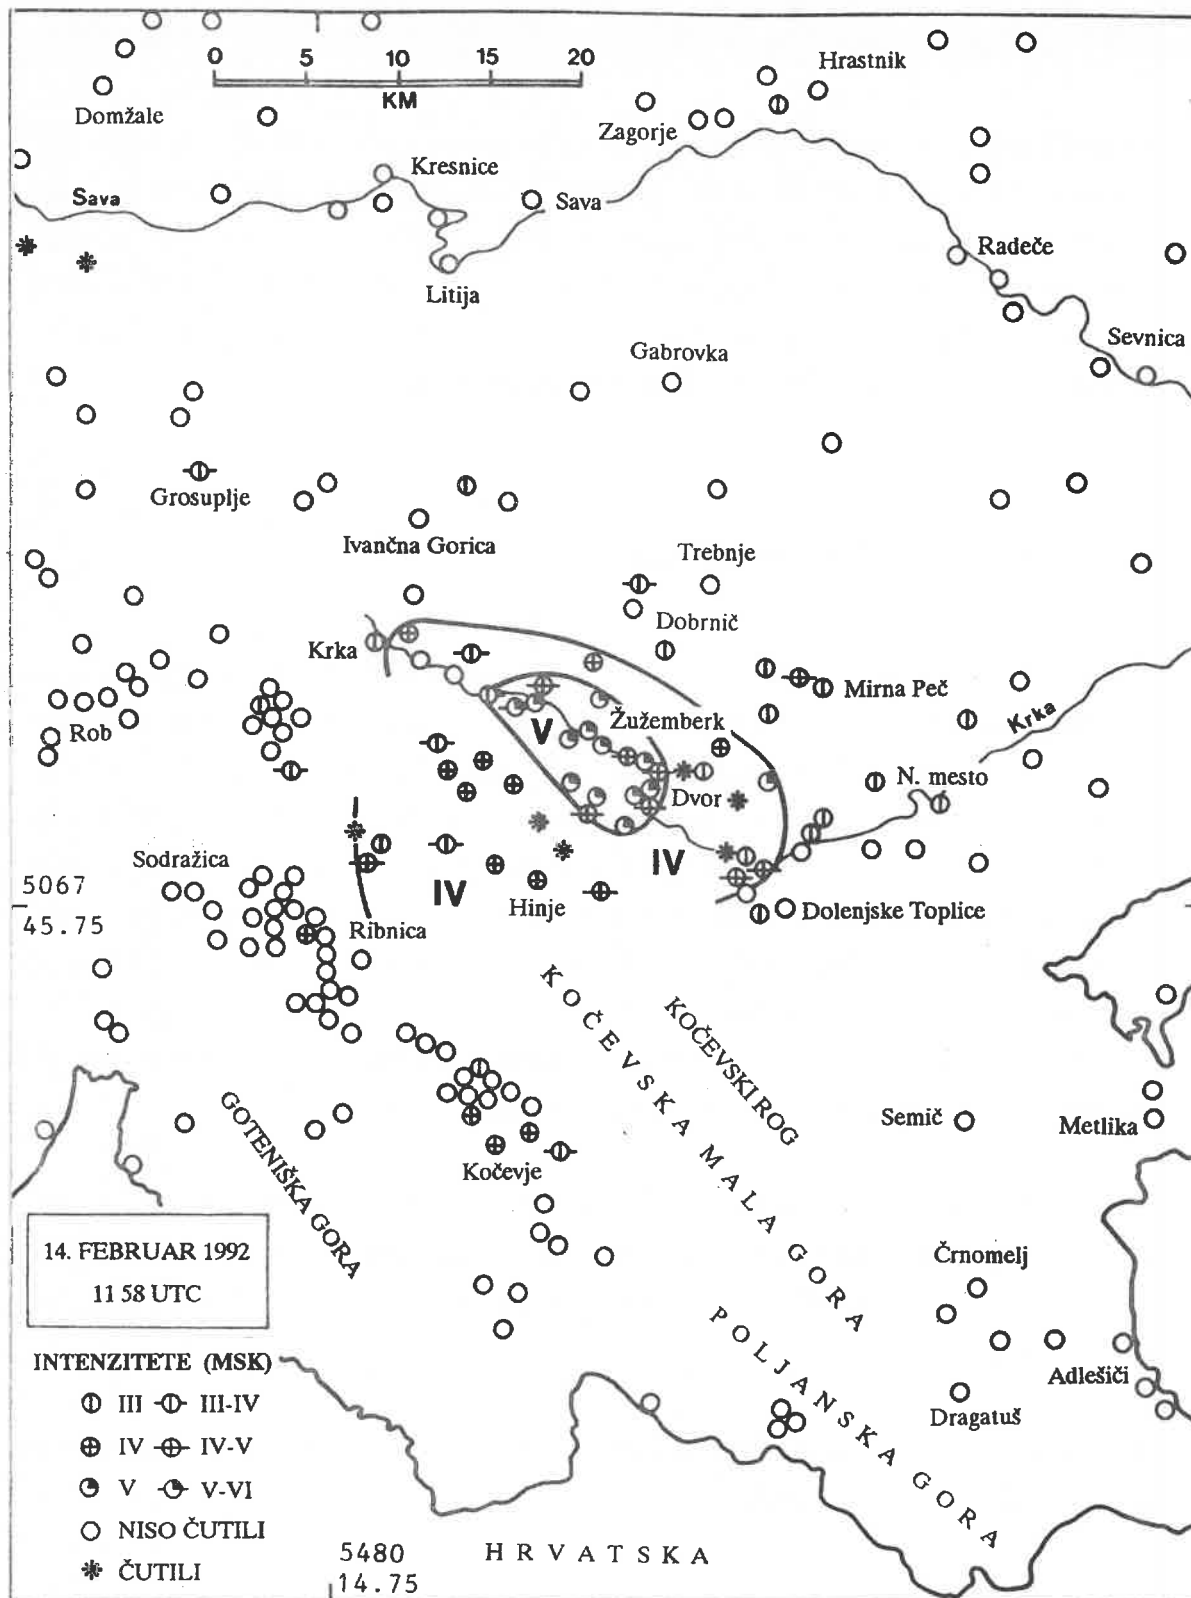 0 5 10 15 20
KM
Hrastnik
Domžale
Zagorje
Kresnice
Sava
Sava
Radeče
Litija
Sevnica
Gabrovka
Grosuplje
Ivančna Gorica
Trebnje
Dobrnič
Krka
Mirna Peč
Rob
Žužemberk
Krka
V
N. mesto
Dvor
Sodražica
IV
IV
5067
45.75
Hinje
Dolenjske Toplice
Ribnica
KOČEVSKA MALA GORA
KOČEVSKI ROG
GOTENIŠKA GORA
Semič
Metlika
Kočevje
14. FEBRUAR 1992
11 58 UTC
Črnomelj
POLJANSKA GORA
INTENZITETE (MSK)
Adlešiči
III III-IV
Dragatuš
IV IV-V
V V-VI
NISO ČUTILI
ČUTILI
5480
14.75
HRVATSKA